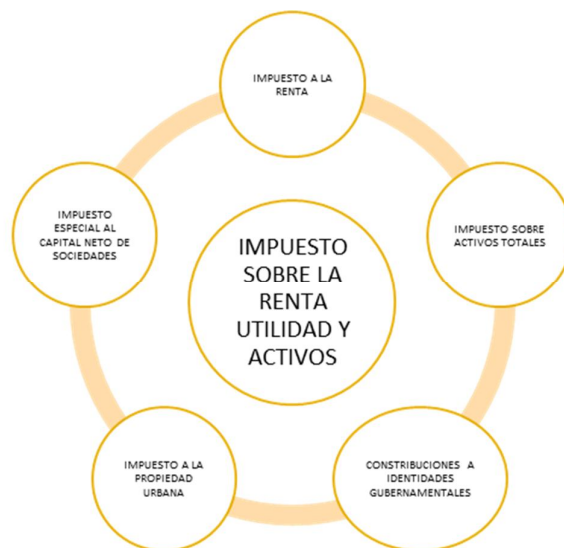 IMPUESTO A LA
RENTA
IMPUESTO
ESPECIAL AL
CAPITAL NETO DE
SOCIEDADES
IMPUESTO SOBRE
ACTIVOS TOTALES
IMPUESTO
SOBRE LA
RENTA
UTILIDAD Y
ACTIVOS
IMPUESTO A LA
PROPIEDAD
URBANA
CONSTRIBUCIONES A
IDENTIDADES
GUBERNAMENTALES